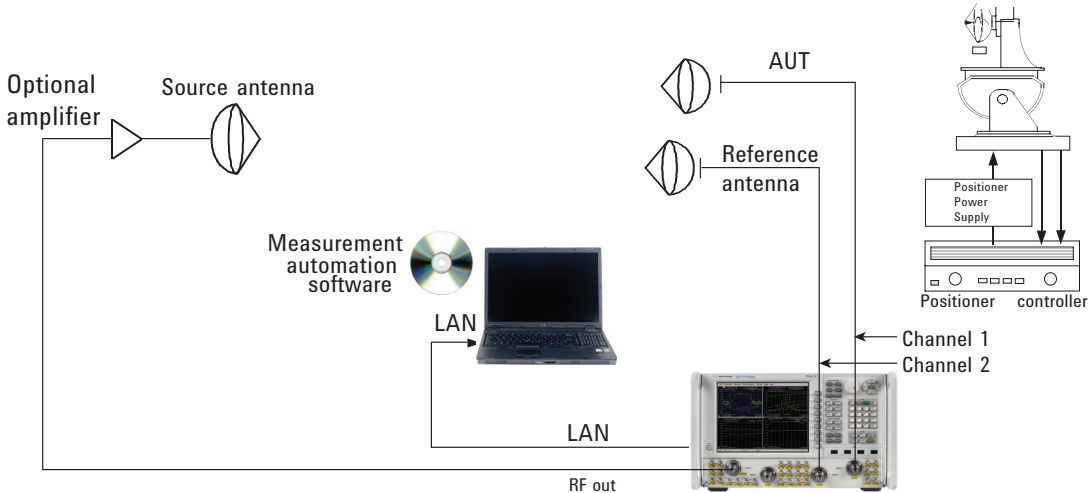 Optional
amplifier
Source antenna
AUT
Reference
antenna
Positioner
Power
Supply
Positioner controller
Measurement
automation
software
LAN
Channel 1
Channel 2
LAN
RF out